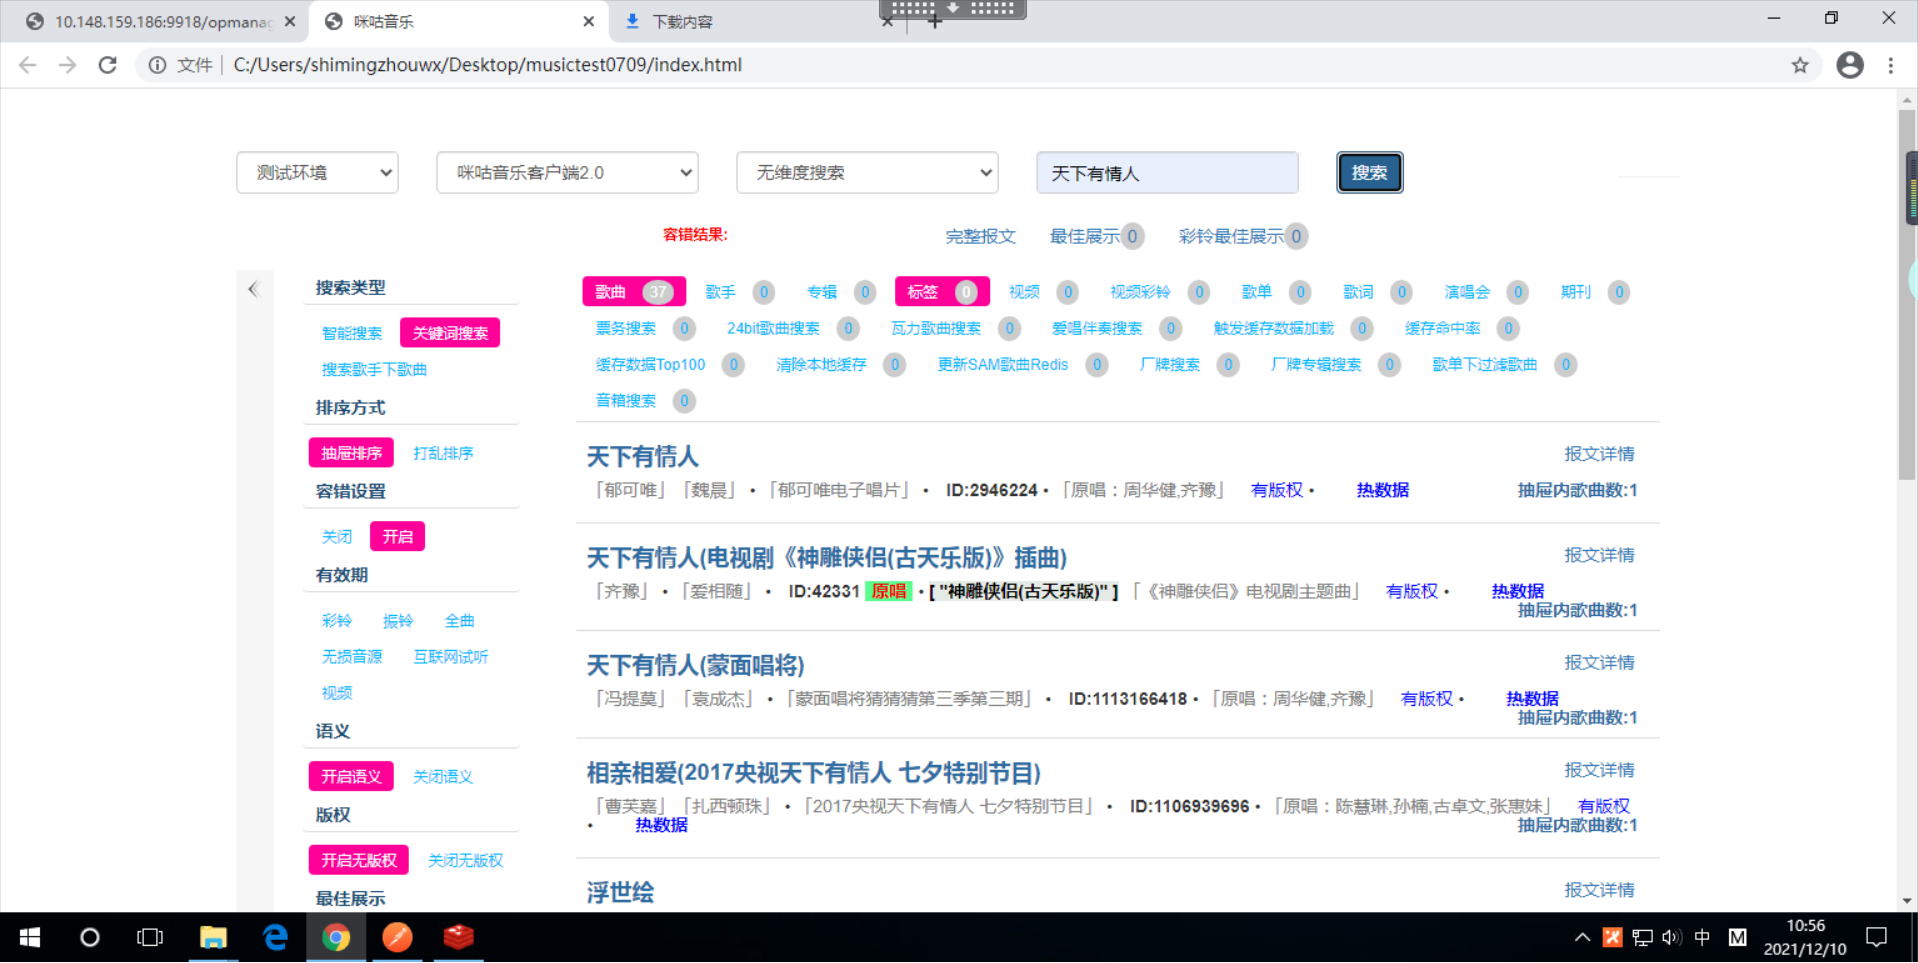 10.148.159.186:9918/opmanag
咪咕音乐
下载内容
文件 C:/Users/shimingzhouwx/Desktop/musictest0709/index.html
测试环境 咪咕音乐客户端2.0 无维度搜索 天下有情人 搜索
容错结果: 完整报文 最佳展示 0 彩铃最佳展示 0
搜索类型
智能搜索 关键词搜索
搜索歌手下歌曲
排序方式
抽屉排序 打乱排序
容错设置
关闭 开启
有效期
彩铃 振铃 全曲
无损音源 互联网试听
视频
语义
开启语义 关闭语义
版权
开启无版权 关闭无版权
最佳展示
歌曲 37 歌手 0 专辑 0 标签 0 视频 0 视频彩铃 0 歌单 0 歌词 0 演唱会 0 期刊 0
票务搜索 0 24bit歌曲搜索 0 瓦力歌曲搜索 0 爱唱伴奏搜索 0 触发缓存数据加载 0 缓存命中率 0
缓存数据Top100 0 清除本地缓存 0 更新SAM歌曲Redis 0 厂牌搜索 0 厂牌专辑搜索 0 歌单下过滤歌曲 0
音箱搜索 0
天下有情人 报文详情
「郁可唯」「魏晨」 • 「郁可唯电子唱片」 • ID:2946224 • 「原唱：周华健,齐豫」 有版权 • 热数据 抽屉内歌曲数:1
天下有情人(电视剧《神雕侠侣(古天乐版)》插曲) 报文详情
「齐豫」 • 「爱相随」 • ID:42331 原唱 • [ "神雕侠侣(古天乐版)" ] 「《神雕侠侣》电视剧主题曲」 有版权 • 热数据
抽屉内歌曲数:1
天下有情人(蒙面唱将) 报文详情
「冯提莫」「袁成杰」 • 「蒙面唱将猜猜猜第三季第三期」 • ID:1113166418 • 「原唱：周华健,齐豫」 有版权 • 热数据
抽屉内歌曲数:1
相亲相爱(2017央视天下有情人 七夕特别节目) 报文详情
「曹芙嘉」「扎西顿珠」 • 「2017央视天下有情人 七夕特别节目」 • ID:1106939696 • 「原唱：陈慧琳,孙楠,古卓文,张惠妹」 有版权
• 热数据 抽屉内歌曲数:1
浮世绘 报文详情
中 M
10:56
2021/12/10